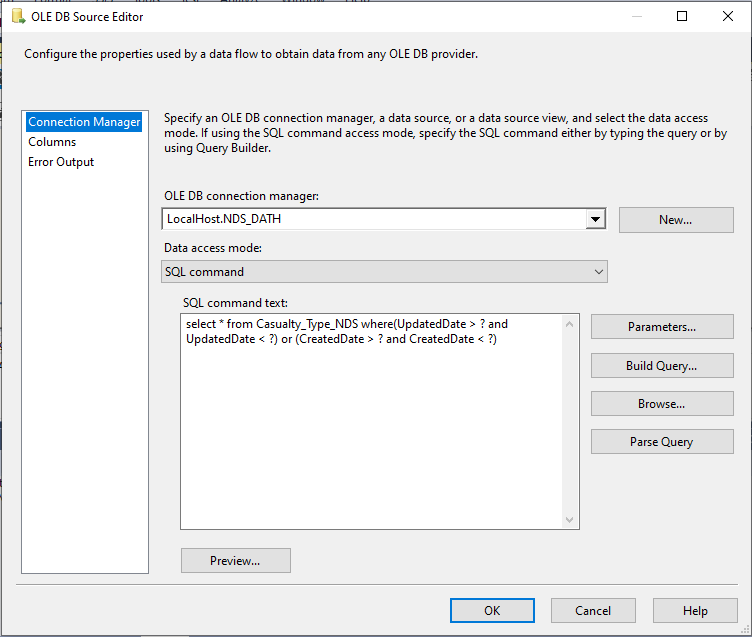 OLE DB Source Editor
Configure the properties used by a data flow to obtain data from any OLE DB provider.
Connection Manager
Columns
Error Output
Specify an OLE DB connection manager, a data source, or a data source view, and select the data access
mode. If using the SQL command access mode, specify the SQL command either by typing the query or by
using Query Builder.
OLE DB connection manager:
LocalHost.NDS_DATH
New...
Data access mode:
SQL command
SQL command text:
select * from Casualty_Type_NDS where(UpdatedDate > ? and
UpdatedDate < ?) or (CreatedDate > ? and CreatedDate < ?)
Parameters...
Build Query...
Browse...
Parse Query
Preview...
OK
Cancel
Help